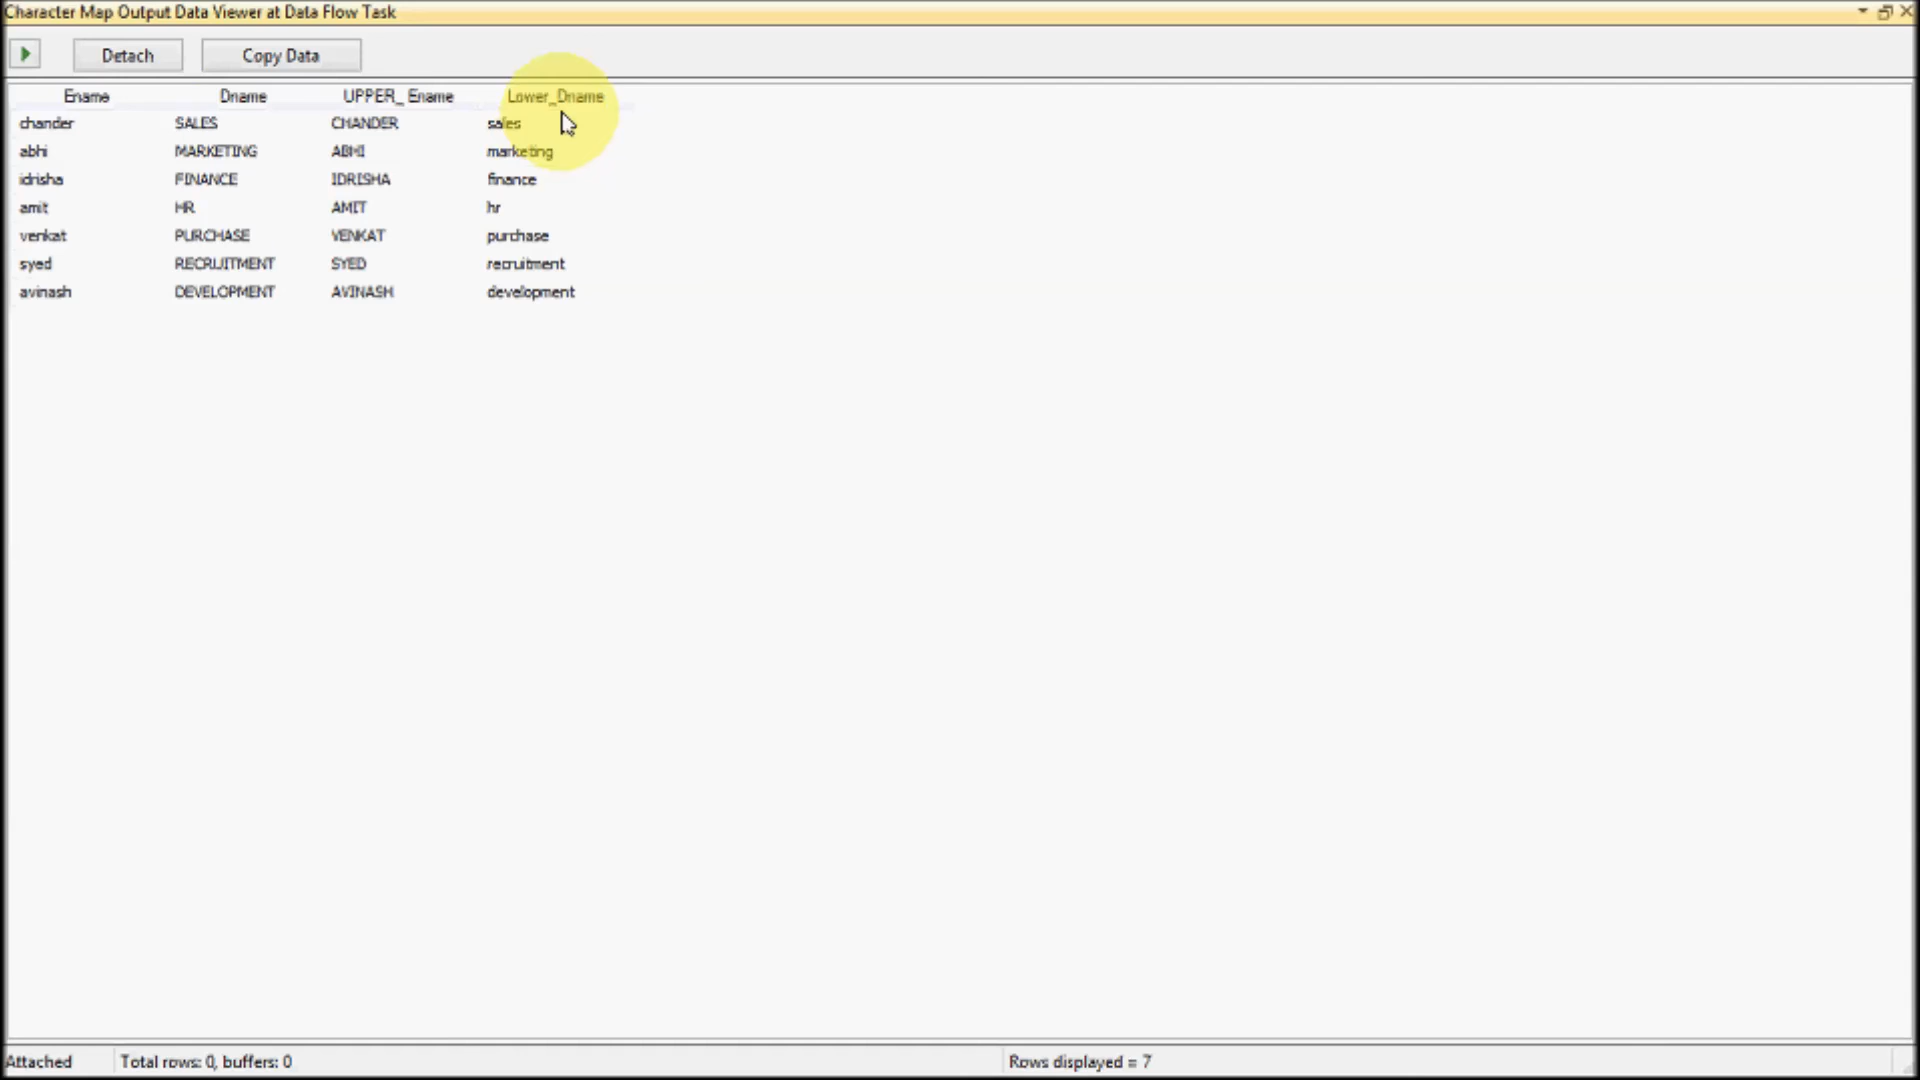 Character Map Output Data Viewer at Data Flow Task
Detach Copy Data
Ename Dname UPPER_ Ename Lower_Dname
chander SALES CHANDER sales
abhi MARKETING ABHI marketing
idrisha FINANCE IDRISHA finance
amit HR AMIT hr
venkat PURCHASE VENKAT purchase
syed RECRUITMENT SYED recruitment
avinash DEVELOPMENT AVINASH development
Attached Total rows: 0, buffers: 0 Rows displayed = 7